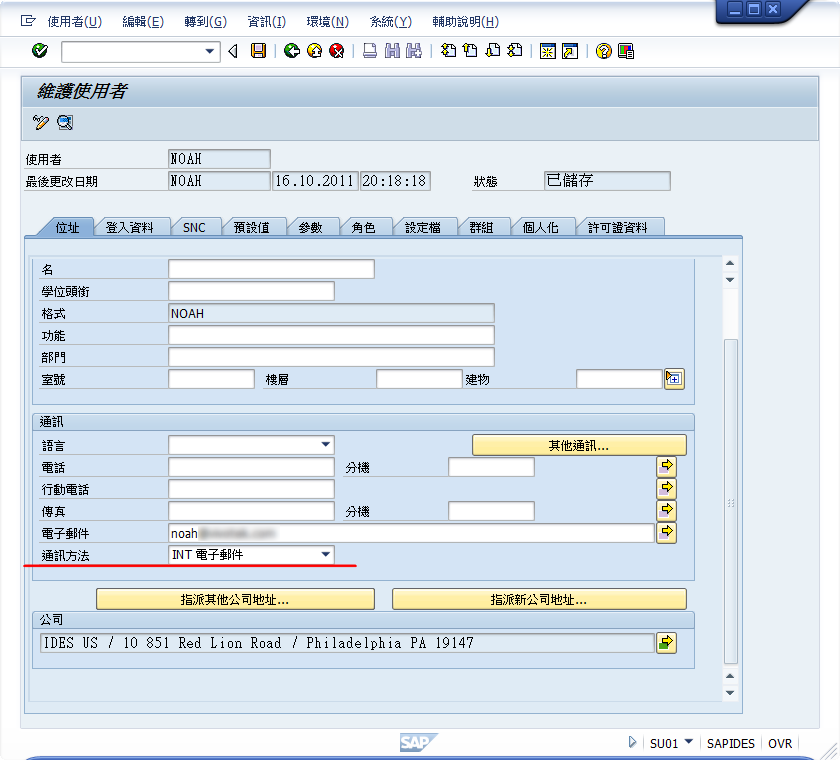 使用者(U) 編輯(E) 轉到(G) 資訊(I) 環境(N) 系統(Y) 輔助說明(H)
維護使用者
使用者 NOAH
最後更改日期 NOAH 16.10.2011 20:18:18 狀態 已儲存
位址 登入資料 SNC 預設值 參數 角色 設定檔 群組 個人化 許可證資料
名
學位頭銜
格式 NOAH
功能
部門
室號 樓層 建物
通訊
語言 其他通訊...
電話 分機
行動電話
傳真 分機
電子郵件 noah
通訊方法 INT 電子郵件
指派其他公司地址... 指派新公司地址...
公司
IDES US / 10 851 Red Lion Road / Philadelphia PA 19147
SAP SU01 SAPIDES OVR